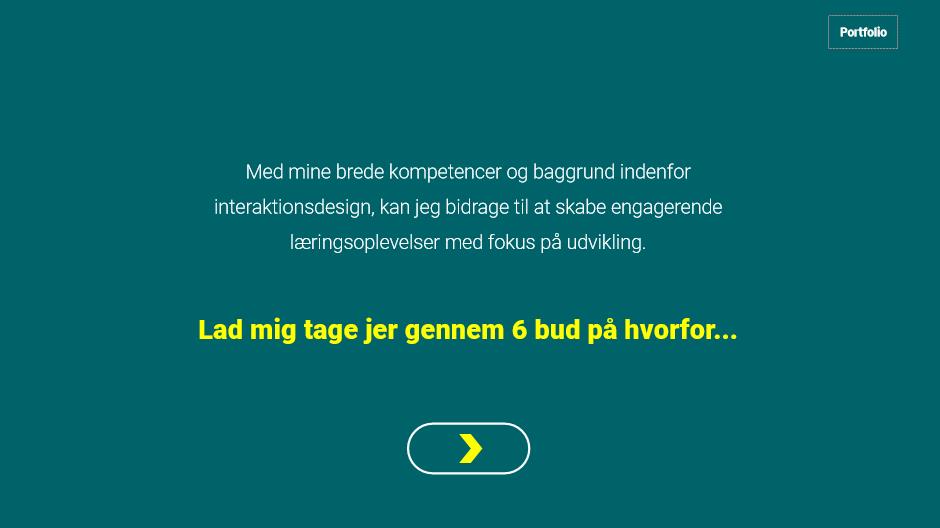 Portfolio
Med mine brede kompetencer og baggrund indenfor
interaktionsdesign, kan jeg bidrage til at skabe engagerende
læringsoplevelser med fokus på udvikling.
Lad mig tage jer gennem 6 bud på hvorfor...